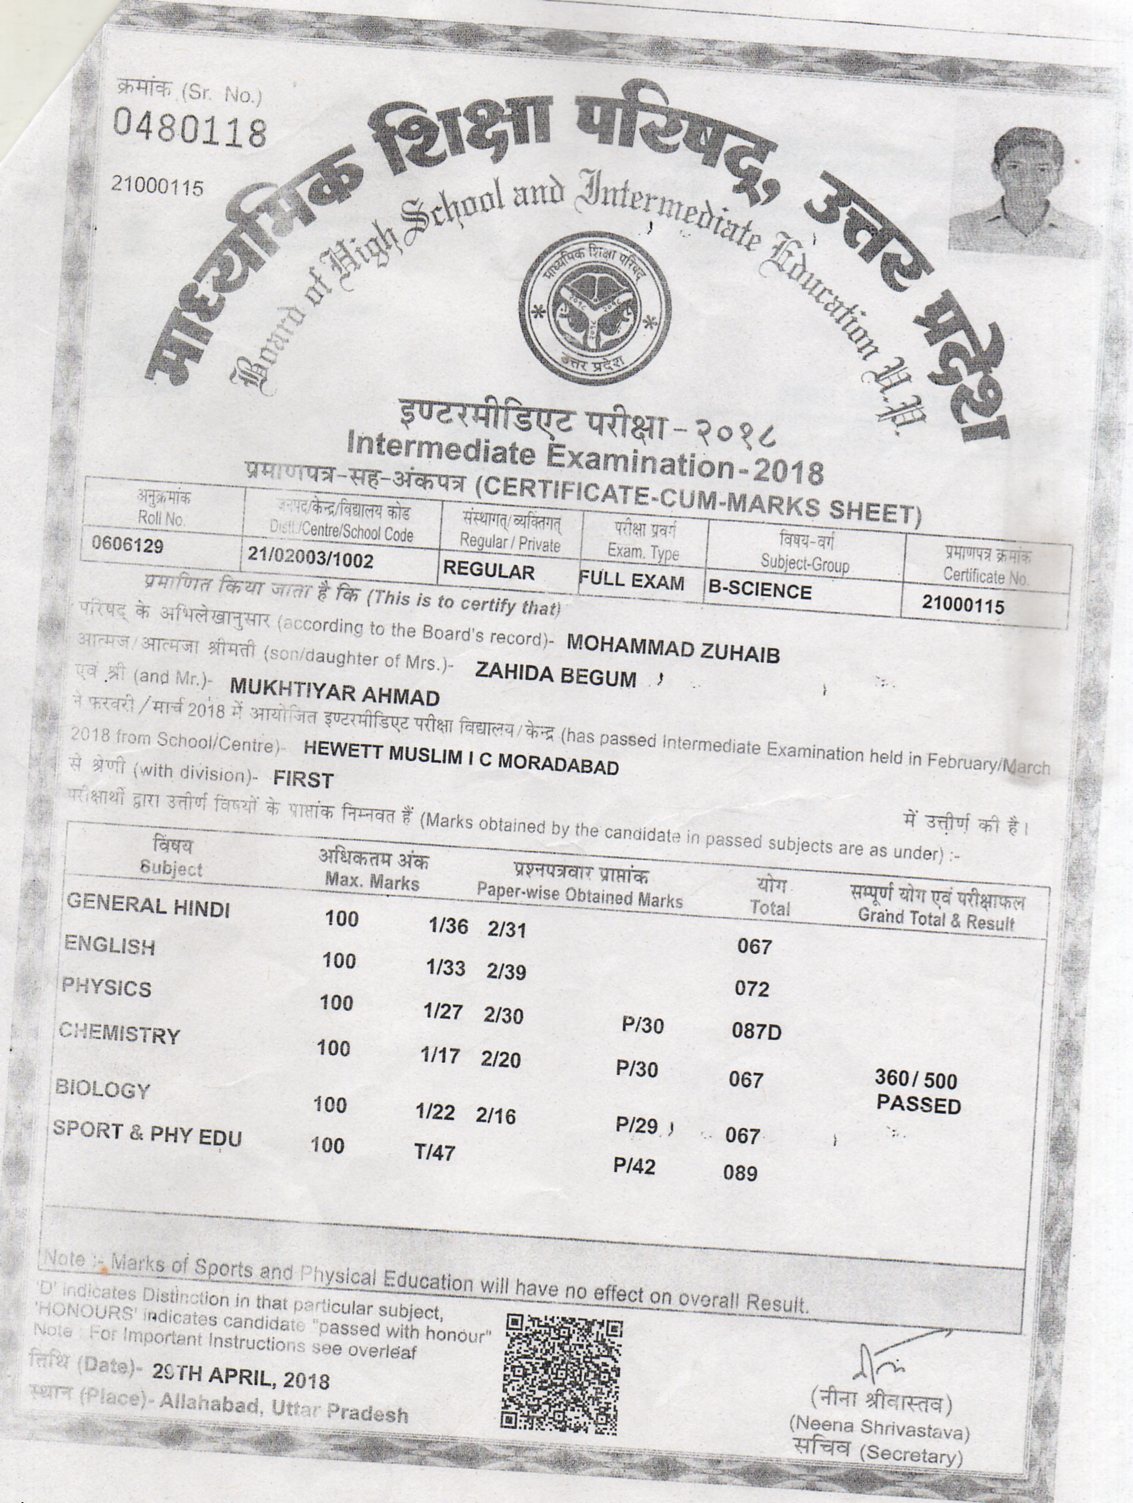 क्रमांक (Sr. No.)
0480118
21000115
माध्यमिक शिक्षा परिषद्, उत्तर प्रदेश
Board of High School and Intermediate Education U.P.
माध्यमिक शिक्षा परिषद्
उत्तर प्रदेश
इण्टरमीडिएट परीक्षा - २०१८
Intermediate Examination - 2018
प्रमाणपत्र-सह-अंकपत्र (CERTIFICATE-CUM-MARKS SHEET)
अनुक्रमांक जनपद/केन्द्र/विद्यालय कोड संस्थागत्/व्यक्तिगत् परीक्षा प्रवर्ग विषय-वर्ग प्रमाणपत्र क्रमांक
Roll No. Distt./Centre/School Code Regular / Private Exam. Type Subject-Group Certificate No.
0606129 21/02003/1002 REGULAR FULL EXAM B-SCIENCE 21000115
प्रमाणित किया जाता है कि (This is to certify that)
परिषद् के अभिलेखानुसार (according to the Board's record)- MOHAMMAD ZUHAIB
आत्मज/आत्मजा श्रीमती (son/daughter of Mrs.)- ZAHIDA BEGUM
एवं श्री (and Mr.)- MUKHTIYAR AHMAD
ने फरवरी/मार्च 2018 में आयोजित इण्टरमीडिएट परीक्षा विद्यालय/केन्द्र (has passed Intermediate Examination held in February/March
2018 from School/Centre)- HEWETT MUSLIM I C MORADABAD
से श्रेणी (with division)- FIRST में उत्तीर्ण की है।
परीक्षार्थी द्वारा उत्तीर्ण विषयों के प्राप्तांक निम्नवत हैं (Marks obtained by the candidate in passed subjects are as under) :-
विषय अधिकतम अंक प्रश्नपत्रवार प्राप्तांक योग सम्पूर्ण योग एवं परीक्षाफल
Subject Max. Marks Paper-wise Obtained Marks Total Grand Total & Result
GENERAL HINDI 100 1/36 2/31 067
ENGLISH 100 1/33 2/39 072
PHYSICS 100 1/27 2/30 P/30 087D
CHEMISTRY 100 1/17 2/20 P/30 067 360/ 500
PASSED
BIOLOGY 100 1/22 2/16 P/29 067
SPORT & PHY EDU 100 T/47 P/42 089
Note :- Marks of Sports and Physical Education will have no effect on overall Result.
'D' indicates Distinction in that particular subject,
'HONOURS' indicates candidate "passed with honour"
Note : For Important Instructions see overleaf
तिथि (Date)- 29TH APRIL, 2018
स्थान (Place)- Allahabad, Uttar Pradesh
(नीना श्रीवास्तव)
(Neena Shrivastava)
सचिव (Secretary)